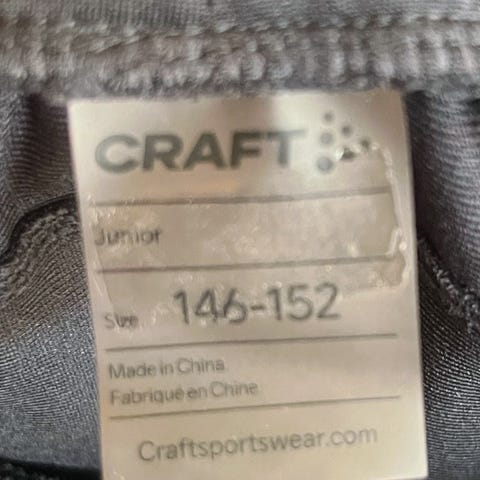 CRAFT
Junior
Size 146-152
Made in China
Fabriqué en Chine
Craftsportswear.com